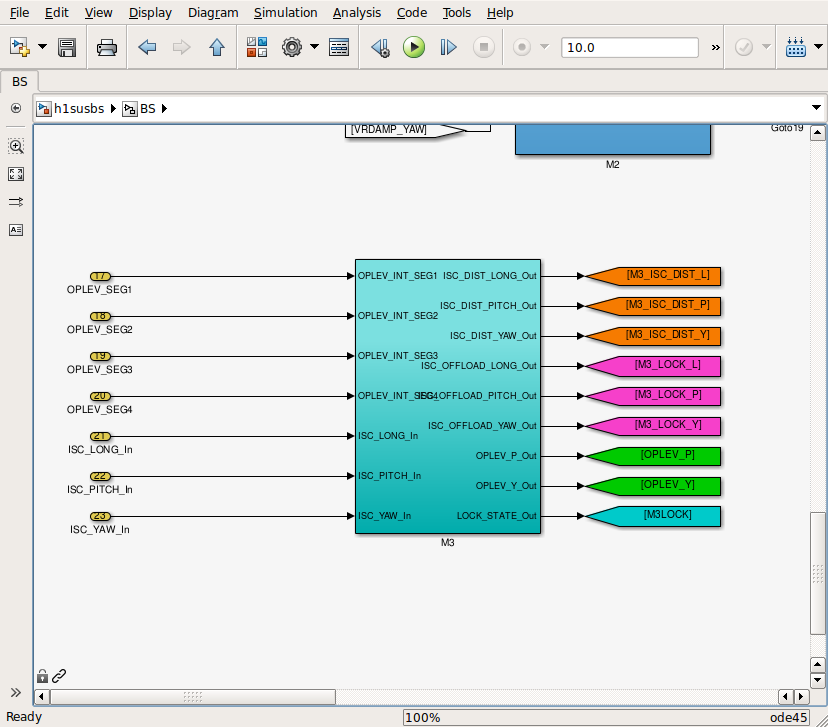 File Edit View Display Diagram Simulation Analysis Code Tools Help
10.0
BS
h1susbs BS
[VRDAMP_YAW]
Goto19
M2
17 OPLEV_INT_SEG1 ISC_DIST_LONG_Out [M3_ISC_DIST_L]
OPLEV_SEG1
ISC_DIST_PITCH_Out [M3_ISC_DIST_P]
18 OPLEV_INT_SEG2
OPLEV_SEG2
ISC_DIST_YAW_Out [M3_ISC_DIST_Y]
19 OPLEV_INT_SEG3
OPLEV_SEG3
ISC_OFFLOAD_LONG_Out [M3_LOCK_L]
20 OPLEV_INT_SEG4 ISC_OFFLOAD_PITCH_Out [M3_LOCK_P]
OPLEV_SEG4
ISC_OFFLOAD_YAW_Out [M3_LOCK_Y]
21 ISC_LONG_In
ISC_LONG_In
OPLEV_P_Out [OPLEV_P]
22 ISC_PITCH_In
ISC_PITCH_In
OPLEV_Y_Out [OPLEV_Y]
23 ISC_YAW_In LOCK_STATE_Out [M3LOCK]
ISC_YAW_In
M3
Ready 100% ode45